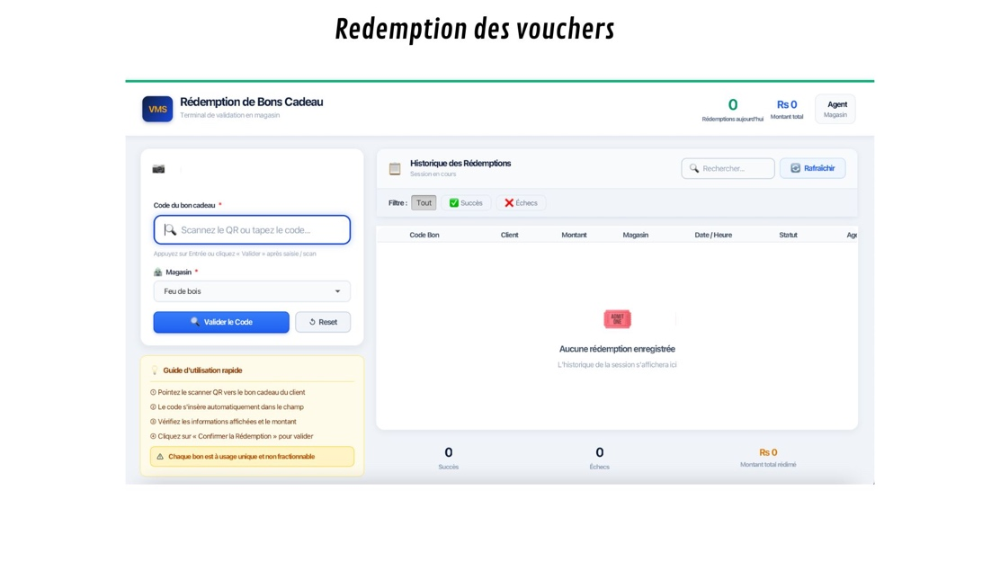 Redemption des vouchers
VMS
Rédemption de Bons Cadeau
Terminal de validation en magasin
0
Rédemptions aujourd'hui
Rs 0
Montant total
Agent
Magasin
Code du bon cadeau *
Scannez le QR ou tapez le code...
Appuyez sur Entrée ou cliquez « Valider » après saisie / scan
Magasin *
Feu de bois
Valider le Code
Reset
Guide d'utilisation rapide
① Pointez le scanner QR vers le bon cadeau du client
② Le code s'insère automatiquement dans le champ
③ Vérifiez les informations affichées et le montant
④ Cliquez sur « Confirmer la Rédemption » pour valider
Chaque bon est à usage unique et non fractionnable
Historique des Rédemptions
Session en cours
Rechercher...
Rafraîchir
Filtre :
Tout
Succès
Échecs
Code Bon Client Montant Magasin Date / Heure Statut Age
ADMIT
ONE
Aucune rédemption enregistrée
L'historique de la session s'affichera ici
0
Succès
0
Échecs
Rs 0
Montant total rédimé